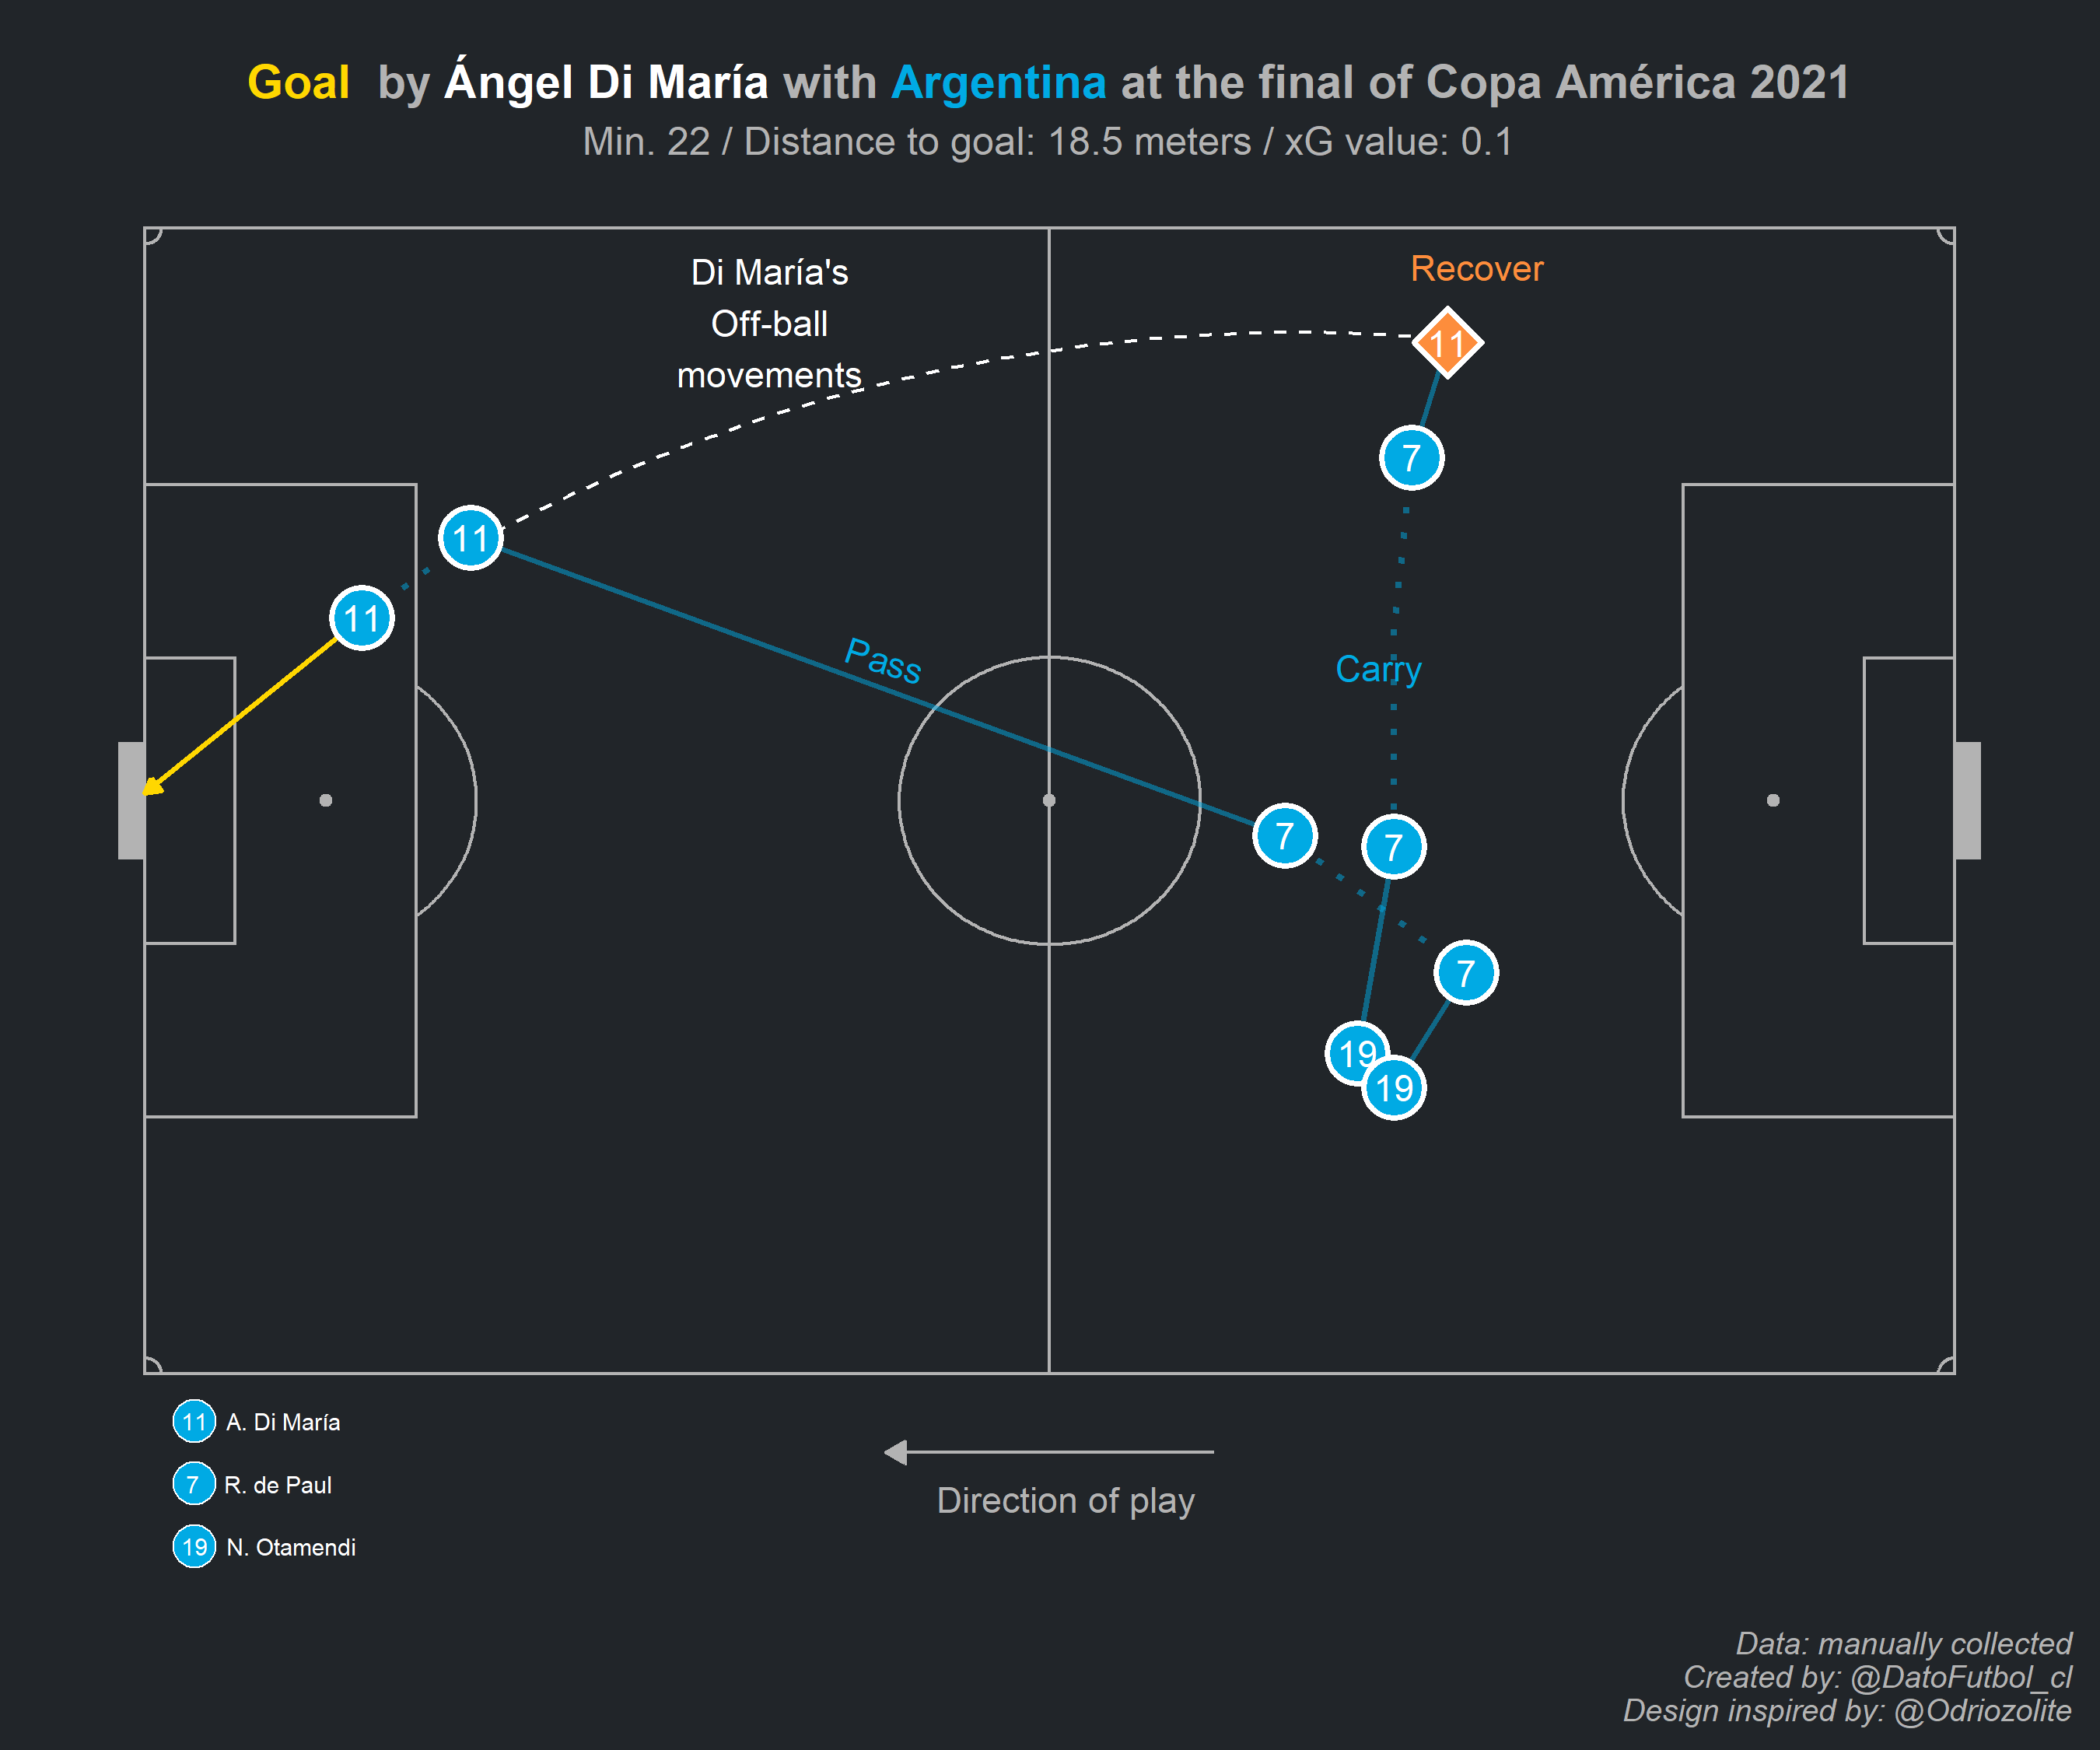 Goal by Ángel Di María with Argentina at the final of Copa América 2021
Min. 22 / Distance to goal: 18.5 meters / xG value: 0.1
Di María's
Off-ball
movements
Recover
11
7
11
11
Pass
Carry
7
7
7
19
19
11 A. Di María
7 R. de Paul
19 N. Otamendi
Direction of play
Data: manually collected
Created by: @DatoFutbol_cl
Design inspired by: @Odriozolite